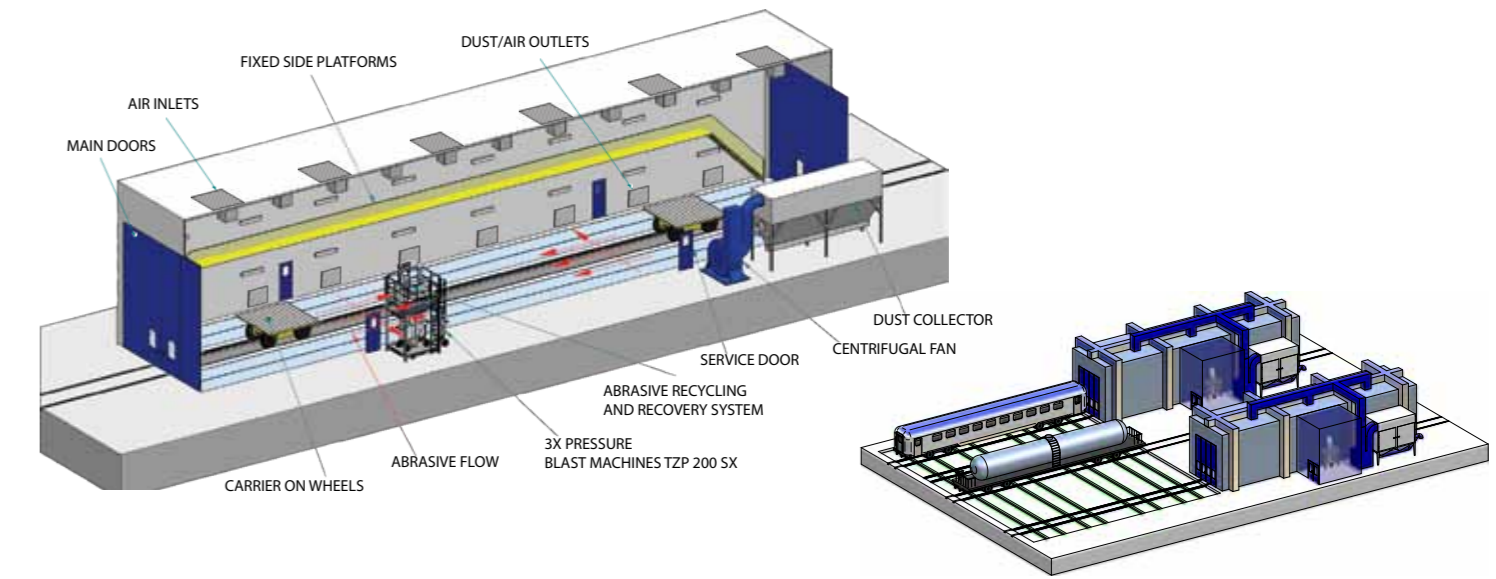 DUST/AIR OUTLETS
FIXED SIDE PLATFORMS
AIR INLETS
MAIN DOORS
DUST COLLECTOR
CENTRIFUGAL FAN
SERVICE DOOR
ABRASIVE RECYCLING
AND RECOVERY SYSTEM
3X PRESSURE
BLAST MACHINES TZP 200 SX
ABRASIVE FLOW
CARRIER ON WHEELS